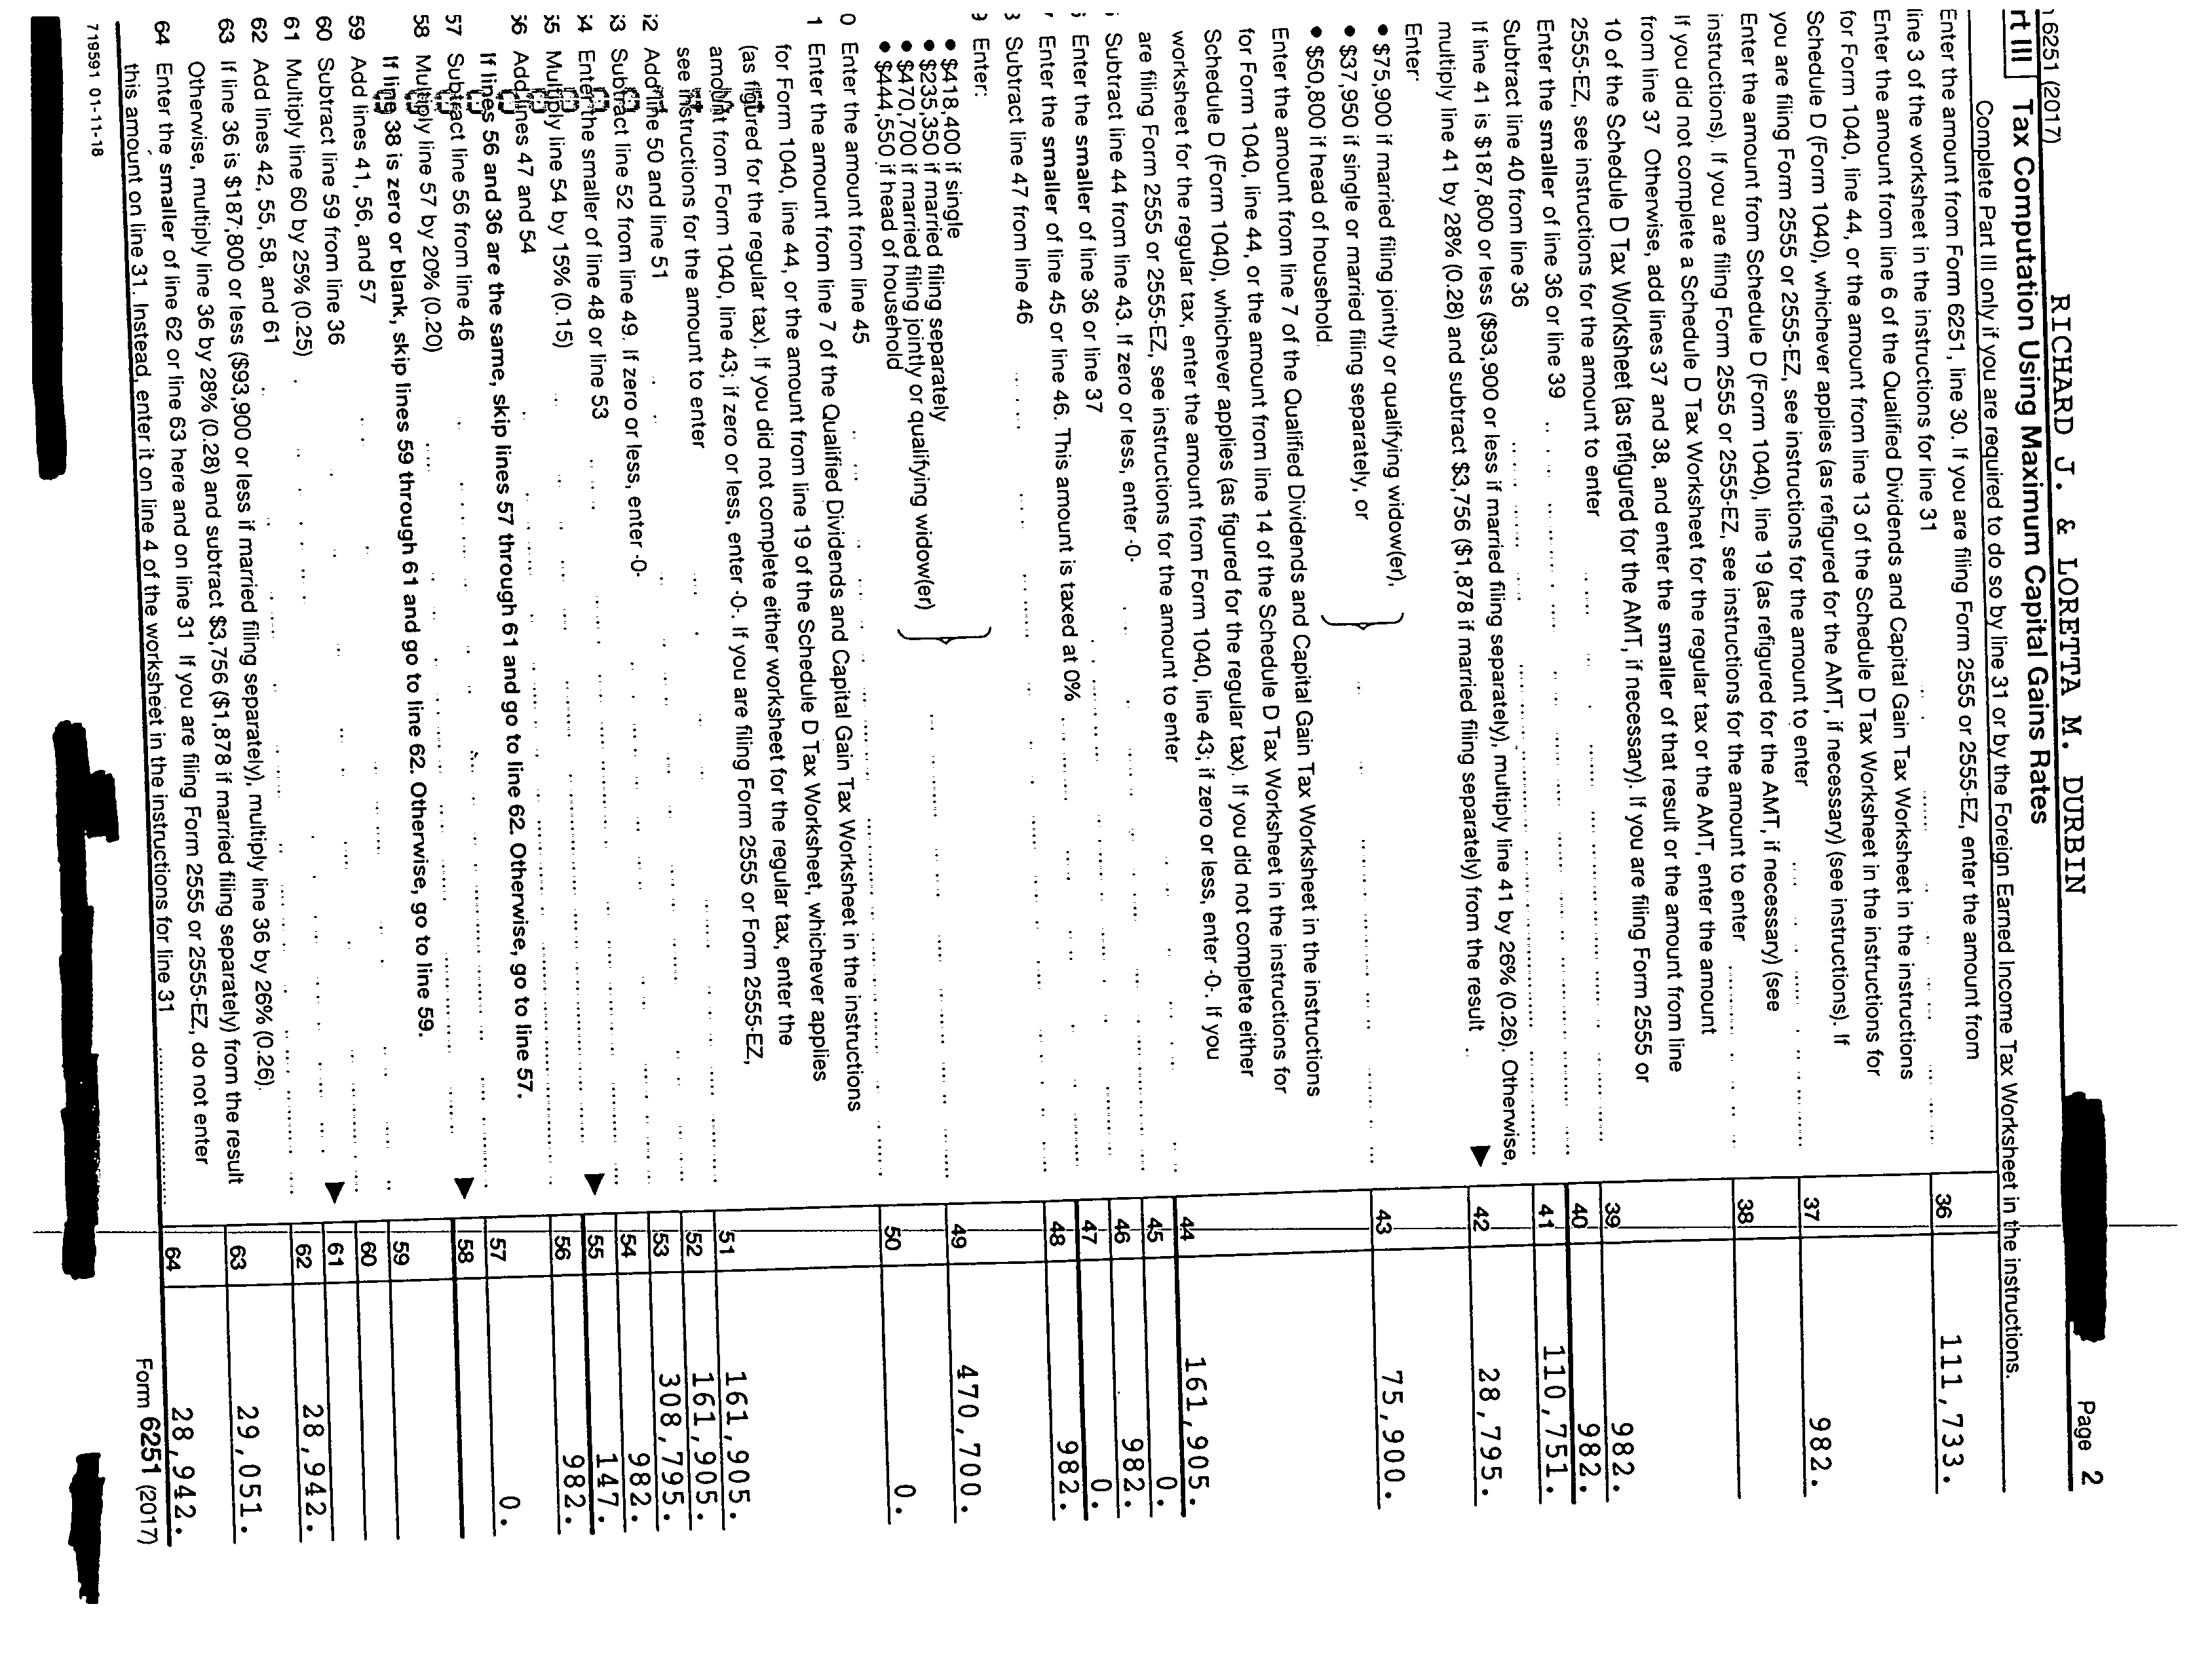 6251 (2017) RICHARD J. & LORETTA M. DURBIN Page 2
rt III Tax Computation Using Maximum Capital Gains Rates
Complete Part III only if you are required to do so by line 31 or by the Foreign Earned Income Tax Worksheet in the instructions.
Enter the amount from Form 6251, line 30. If you are filing Form 2555 or 2555-EZ, enter the amount from
line 3 of the worksheet in the instructions for line 31 36 111,733.
Enter the amount from line 6 of the Qualified Dividends and Capital Gain Tax Worksheet in the instructions
for Form 1040, line 44, or the amount from line 13 of the Schedule D Tax Worksheet in the instructions for
Schedule D (Form 1040), whichever applies (as refigured for the AMT, if necessary) (see instructions). If
you are filing Form 2555 or 2555-EZ, see instructions for the amount to enter 37 982.
Enter the amount from Schedule D (Form 1040), line 19 (as refigured for the AMT, if necessary) (see
instructions). If you are filing Form 2555 or 2555-EZ, see instructions for the amount to enter 38
If you did not complete a Schedule D Tax Worksheet for the regular tax or the AMT, enter the amount
from line 37 Otherwise, add lines 37 and 38, and enter the smaller of that result or the amount from line
10 of the Schedule D Tax Worksheet (as refigured for the AMT, if necessary). If you are filing Form 2555 or
2555-EZ, see instructions for the amount to enter 39 982.
Enter the smaller of line 36 or line 39 40 982.
Subtract line 40 from line 36 41 110,751.
If line 41 is $187,800 or less ($93,900 or less if married filing separately), multiply line 41 by 26% (0.26). Otherwise,
multiply line 41 by 28% (0.28) and subtract $3,756 ($1,878 if married filing separately) from the result 42 28,795.
Enter:
• $75,900 if married filing jointly or qualifying widow(er),
• $37,950 if single or married filing separately, or 43 75,900.
• $50,800 if head of household.
Enter the amount from line 7 of the Qualified Dividends and Capital Gain Tax Worksheet in the instructions
for Form 1040, line 44, or the amount from line 14 of the Schedule D Tax Worksheet in the instructions for
Schedule D (Form 1040), whichever applies (as figured for the regular tax). If you did not complete either
worksheet for the regular tax, enter the amount from Form 1040, line 43; if zero or less, enter -0-. If you
are filing Form 2555 or 2555-EZ, see instructions for the amount to enter 44 161,905.
Subtract line 44 from line 43. If zero or less, enter -0- 45 0.
Enter the smaller of line 36 or line 37 46 982.
Enter the smaller of line 45 or line 46. This amount is taxed at 0% 47 0.
3 Subtract line 47 from line 46 48 982.
9 Enter:
• $418,400 if single
• $235,350 if married filing separately
• $470,700 if married filing jointly or qualifying widow(er) 49 470,700.
• $444,550 if head of household
0 Enter the amount from line 45 50 0.
1 Enter the amount from line 7 of the Qualified Dividends and Capital Gain Tax Worksheet in the instructions
for Form 1040, line 44, or the amount from line 19 of the Schedule D Tax Worksheet, whichever applies
(as figured for the regular tax). If you did not complete either worksheet for the regular tax, enter the
amount from Form 1040, line 43; if zero or less, enter -0-. If you are filing Form 2555 or Form 2555-EZ,
see instructions for the amount to enter 51 161,905.
52 Add line 50 and line 51 52 161,905.
53 Subtract line 52 from line 49. If zero or less, enter -0- 53 308,795.
54 Enter the smaller of line 48 or line 53 54 982.
55 Multiply line 54 by 15% (0.15) 55 147.
56 Add lines 47 and 54 56 982.
If lines 56 and 36 are the same, skip lines 57 through 61 and go to line 62. Otherwise, go to line 57.
57 Subtract line 56 from line 46 57 0.
58 Multiply line 57 by 20% (0.20) 58
If line 38 is zero or blank, skip lines 59 through 61 and go to line 62. Otherwise, go to line 59.
59 Add lines 41, 56, and 57 59
60 Subtract line 59 from line 36 60
61 Multiply line 60 by 25% (0.25) 61
62 Add lines 42, 55, 58, and 61 62 28,942.
63 If line 36 is $187,800 or less ($93,900 or less if married filing separately), multiply line 36 by 26% (0.26).
Otherwise, multiply line 36 by 28% (0.28) and subtract $3,756 ($1,878 if married filing separately) from the result 63 29,051.
64 Enter the smaller of line 62 or line 63 here and on line 31 If you are filing Form 2555 or 2555-EZ, do not enter
this amount on line 31. Instead, enter it on line 4 of the worksheet in the instructions for line 31 64 28,942.
719591 01-11-18 Form 6251 (2017)